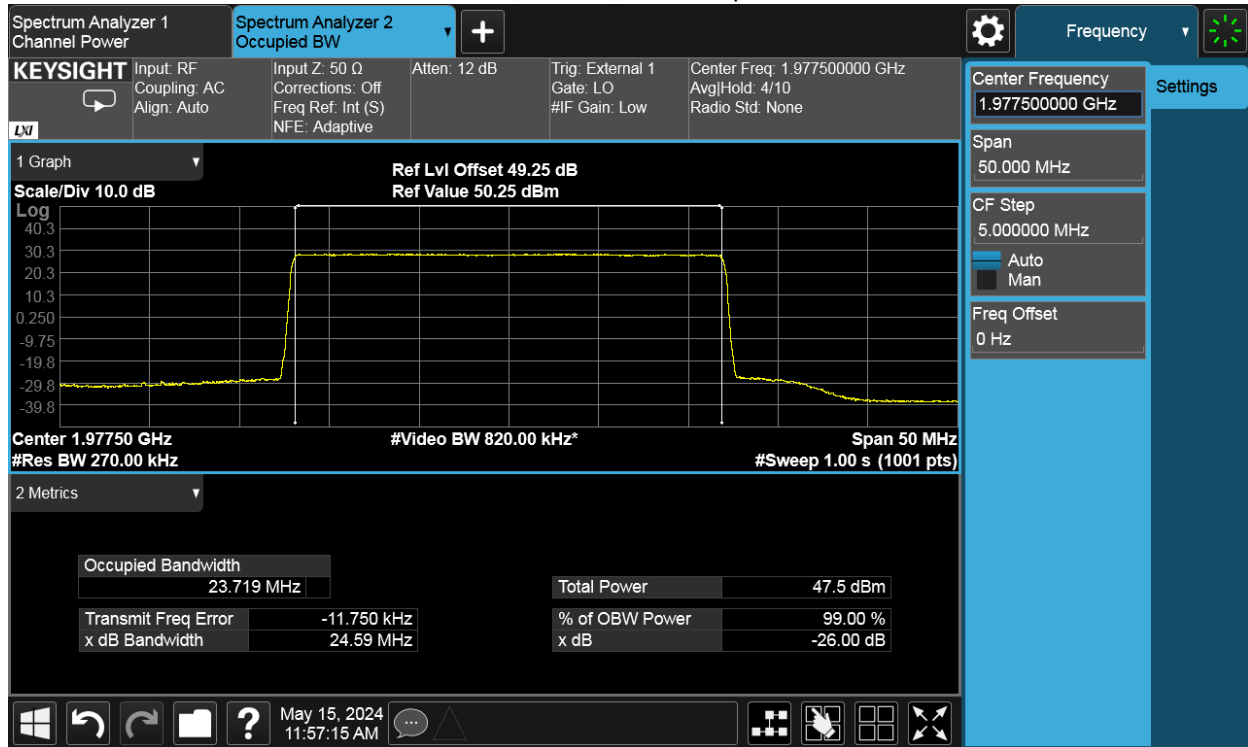 Spectrum Analyzer 1
Channel Power
Spectrum Analyzer 2
Occupied BW
▼
+
Frequency
▼
KEYSIGHT
LXI
Input: RF
Coupling: AC
Align: Auto
Input Z: 50 Ω
Corrections: Off
Freq Ref: Int (S)
NFE: Adaptive
Atten: 12 dB
Trig: External 1
Gate: LO
#IF Gain: Low
Center Freq: 1.977500000 GHz
Avg|Hold: 4/10
Radio Std: None
Center Frequency
1.977500000 GHz
Settings
Span
50.000 MHz
CF Step
5.000000 MHz
Auto
Man
Freq Offset
0 Hz
1 Graph ▼
Scale/Div 10.0 dB
Ref Lvl Offset 49.25 dB
Ref Value 50.25 dBm
Log
40.3
30.3
20.3
10.3
0.250
-9.75
-19.8
-29.8
-39.8
Center 1.97750 GHz
#Video BW 820.00 kHz*
Span 50 MHz
#Res BW 270.00 kHz
#Sweep 1.00 s (1001 pts)
2 Metrics ▼
Occupied Bandwidth
23.719 MHz
Total Power 47.5 dBm
Transmit Freq Error -11.750 kHz
% of OBW Power 99.00 %
x dB Bandwidth 24.59 MHz
x dB -26.00 dB
?
May 15, 2024
11:57:15 AM